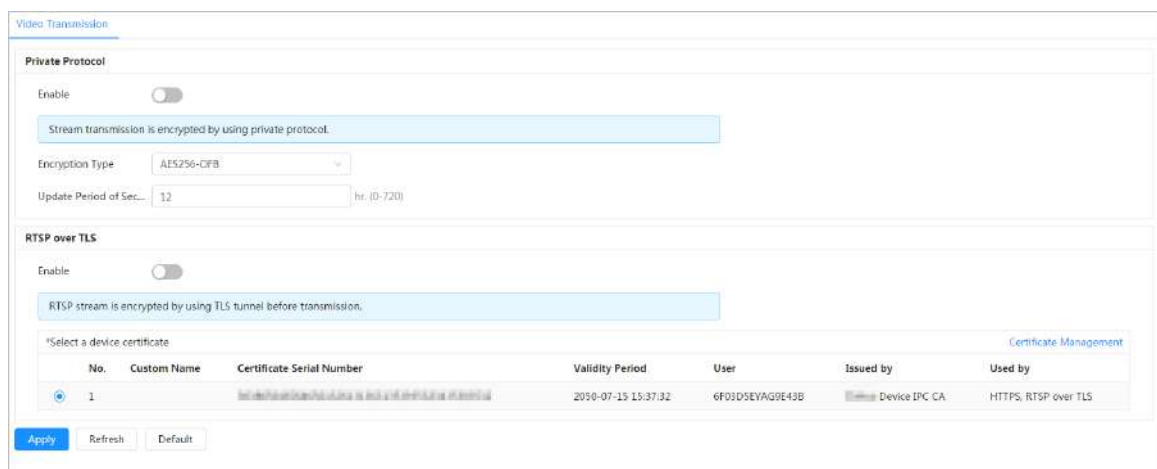 Video Transmission
Private Protocol
Enable
Stream transmission is encrypted by using private protocol.
Encryption Type AES256-OFB
Update Period of Sec... 12 hr. (0-720)
RTSP over TLS
Enable
RTSP stream is encrypted by using TLS tunnel before transmission.
*Select a device certificate Certificate Management
No. Custom Name Certificate Serial Number Validity Period User Issued by Used by
1 2050-07-15 15:37:32 6F03D5EYAG9E43B Device IPC CA HTTPS, RTSP over TLS
Apply Refresh Default